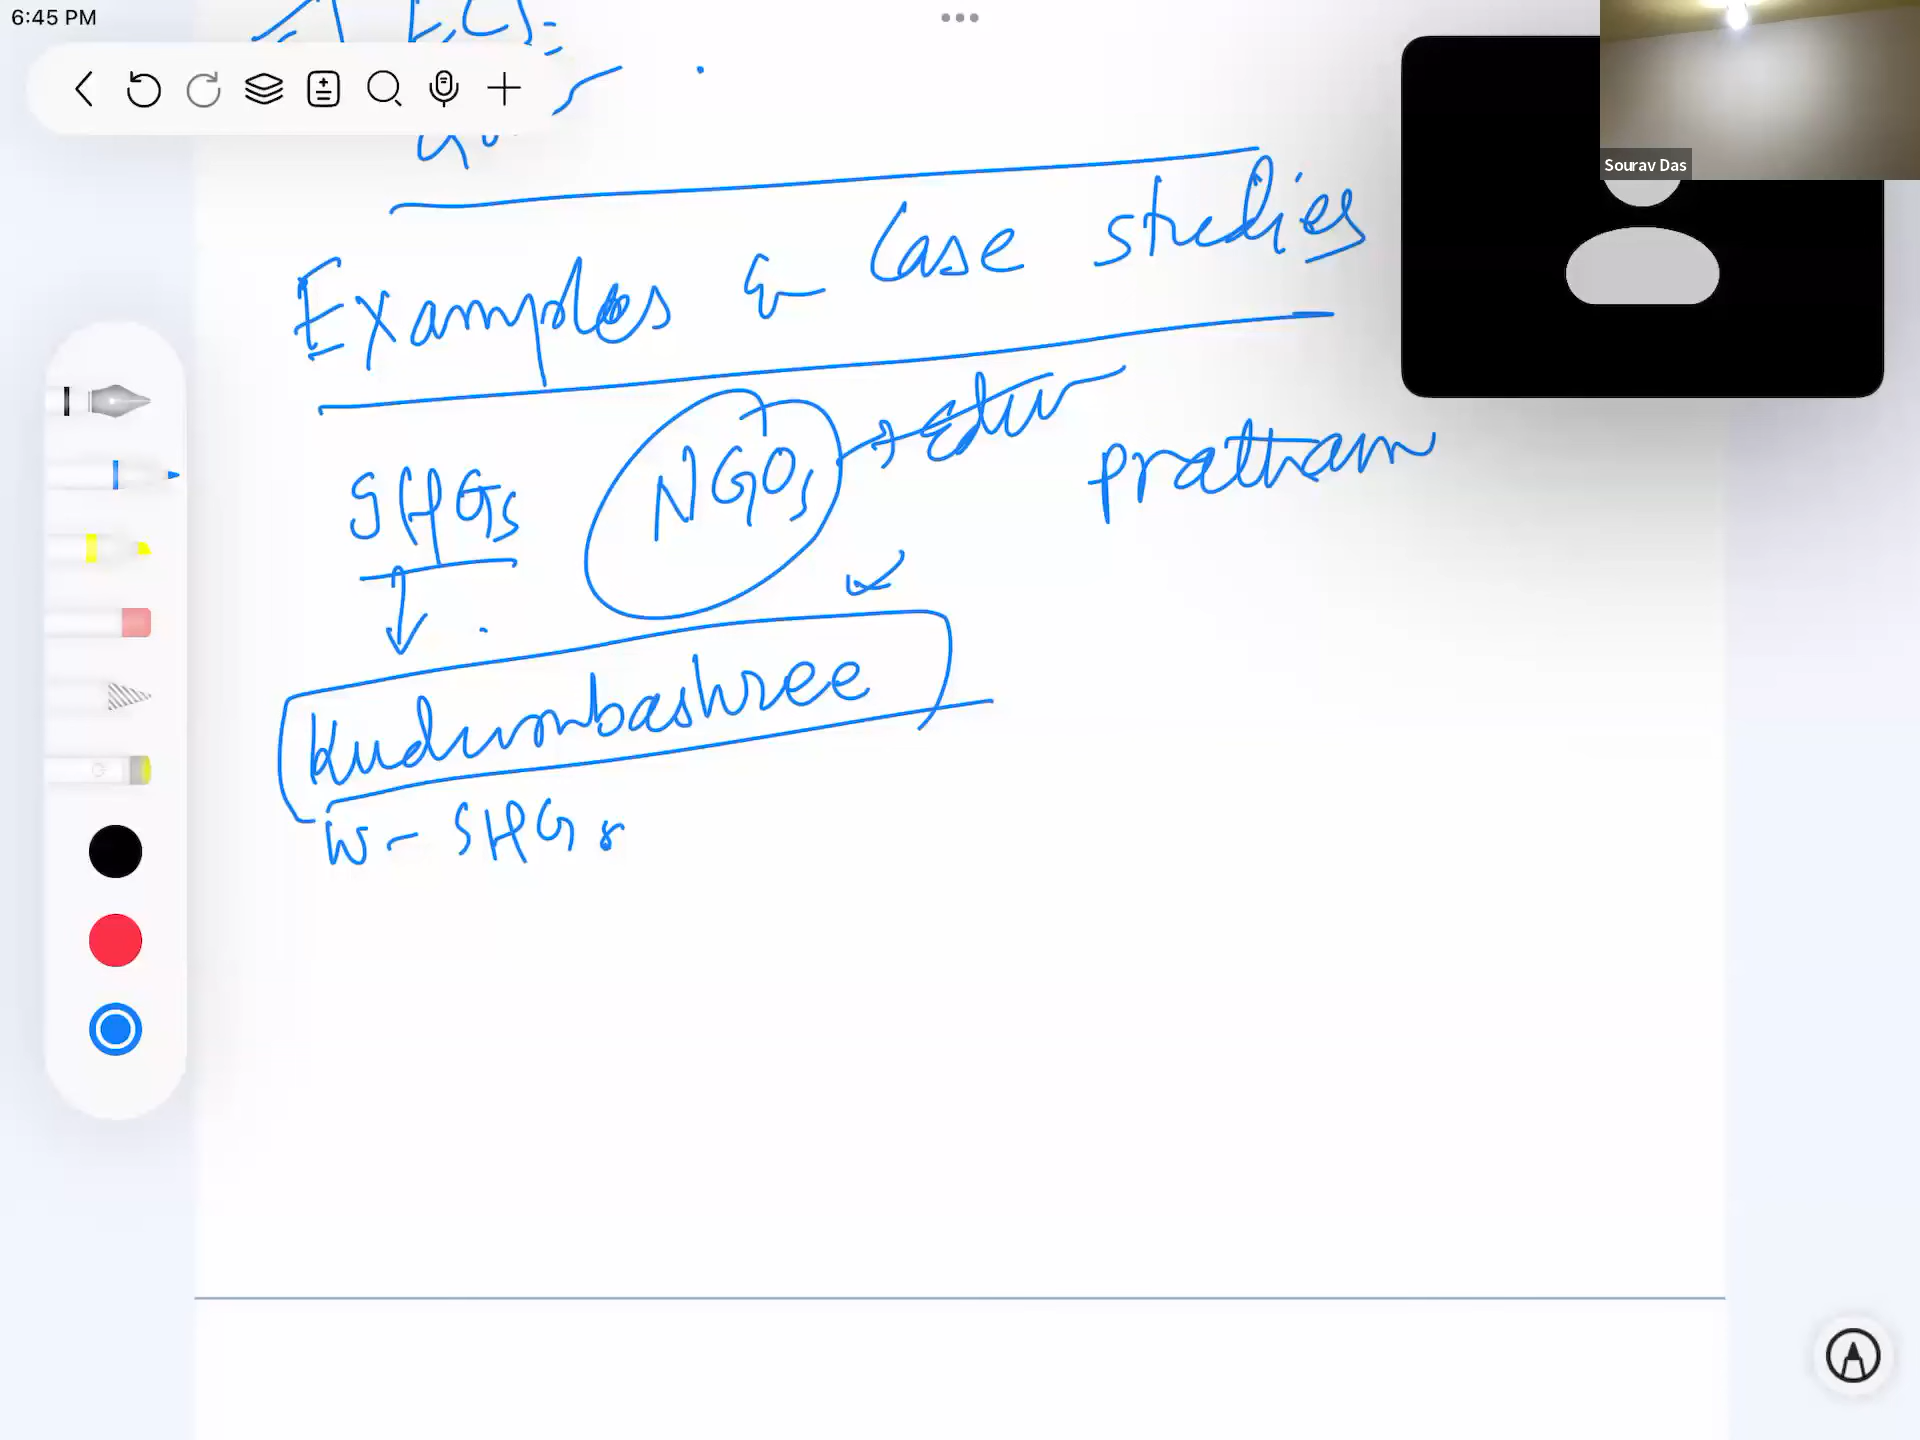 6:45 PM
Sourav Das
Examples & Case studies
SHGs NGOs → edu pratham
Kudumbashree
W - SHGs